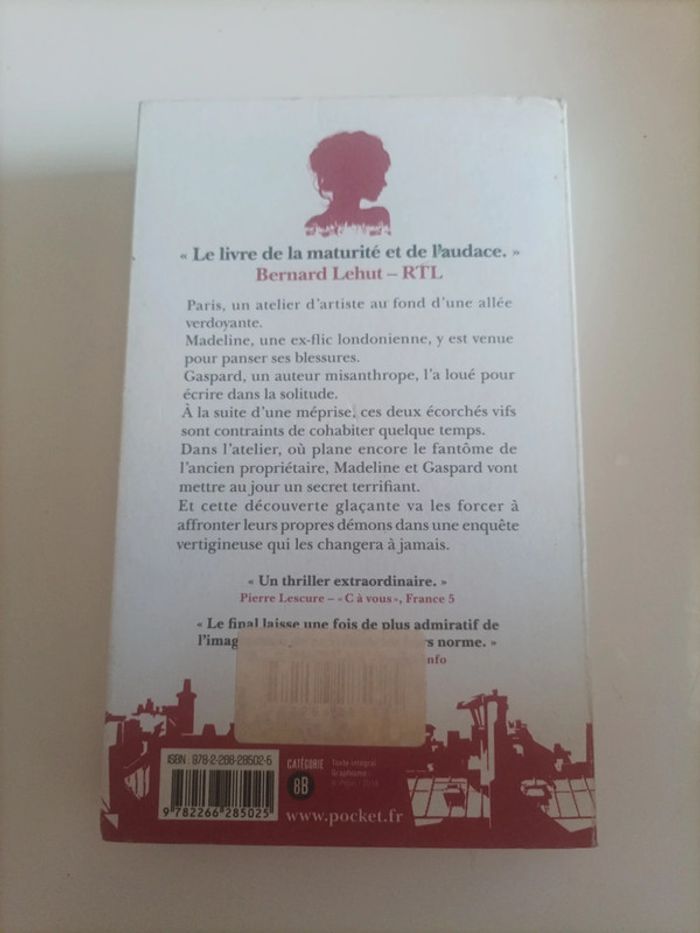 « Le livre de la maturité et de l'audace. »
Bernard Lehut – RTL
Paris, un atelier d'artiste au fond d'une allée
verdoyante.
Madeline, une ex-flic londonienne, y est venue
pour panser ses blessures.
Gaspard, un auteur misanthrope, l'a loué pour
écrire dans la solitude.
À la suite d'une méprise, ces deux écorchés vifs
sont contraints de cohabiter quelque temps.
Dans l'atelier, où plane encore le fantôme de
l'ancien propriétaire, Madeline et Gaspard vont
mettre au jour un secret terrifiant.
Et cette découverte glaçante va les forcer à
affronter leurs propres démons dans une enquête
vertigineuse qui les changera à jamais.
« Un thriller extraordinaire. »
Pierre Lescure – « C à vous », France 5
« Le final laisse une fois de plus admiratif de
norme. »
info
ISBN : 978-2-266-28502-5
CATÉGORIE
8B
Texte intégral
Graphisme :
9 782266 285025
www.pocket.fr